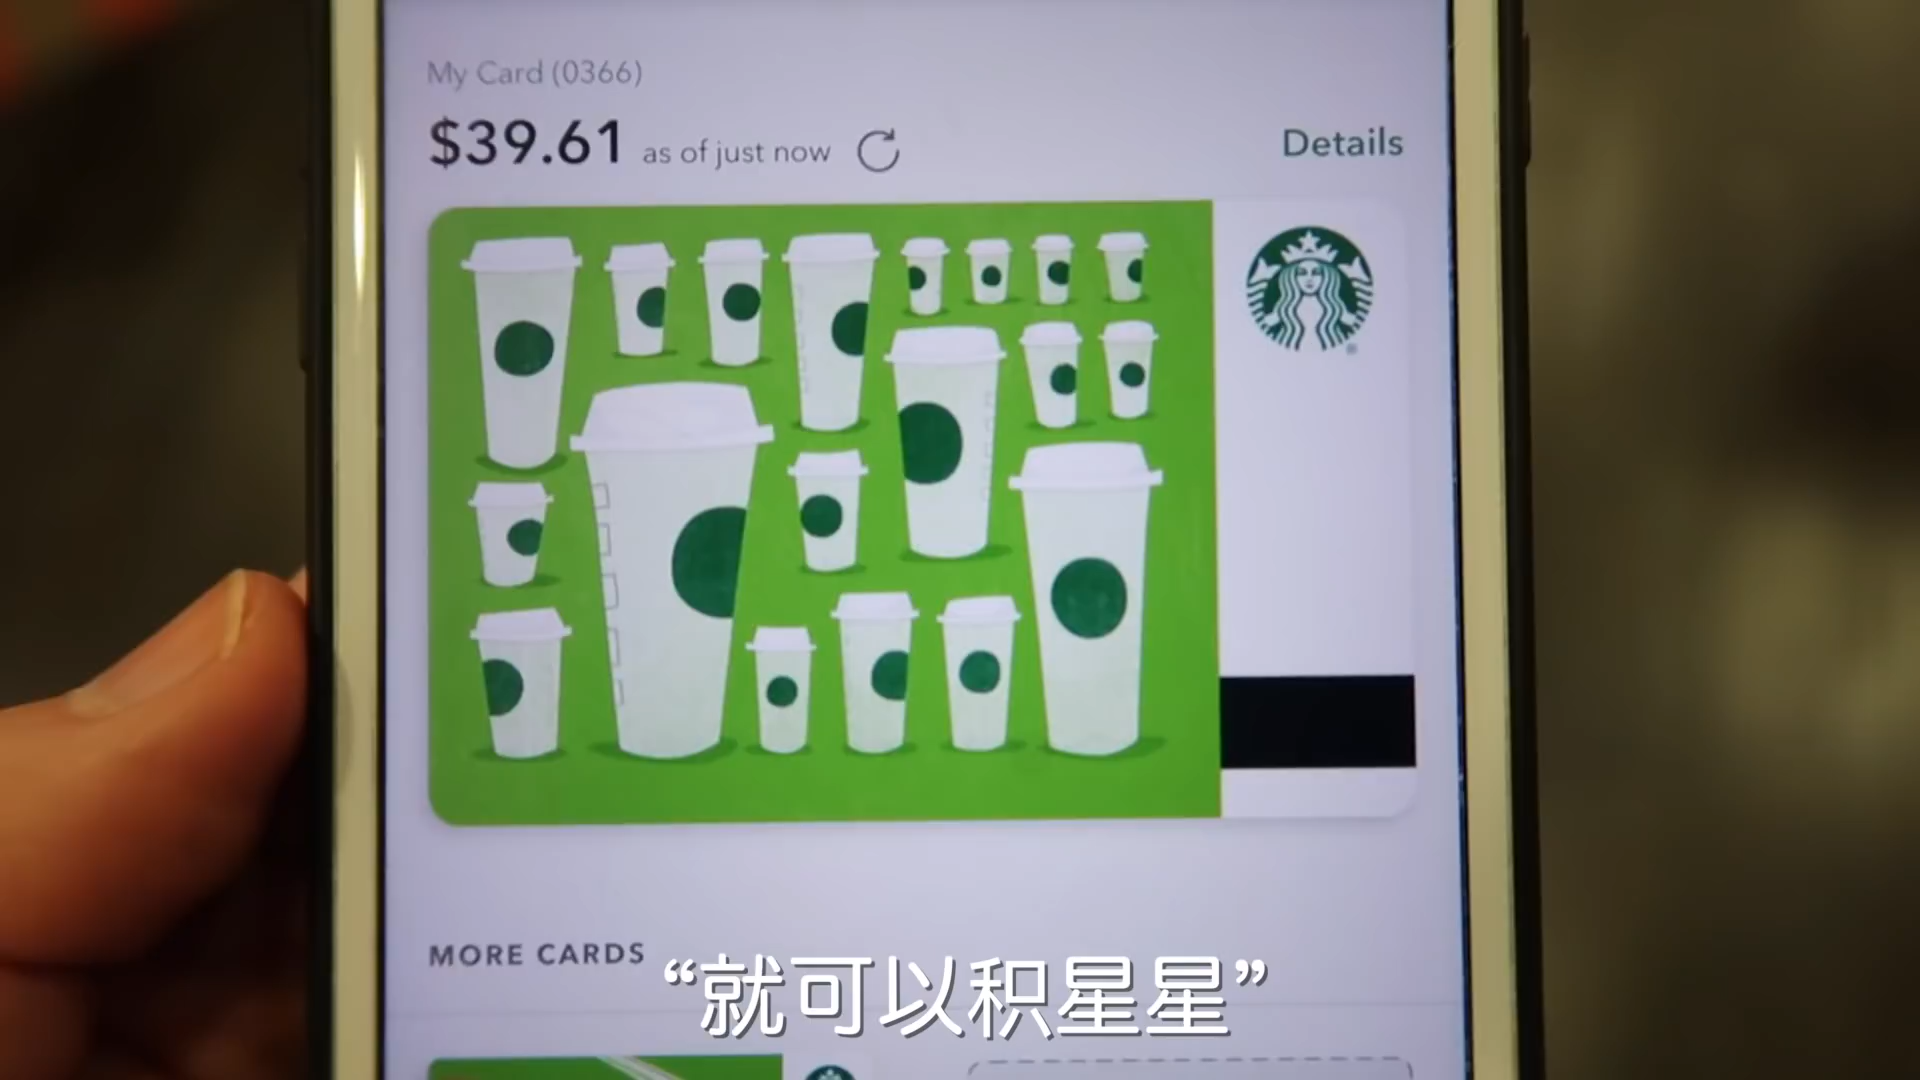 My Card (0366)
$39.61 as of just now
Details
MORE CARDS
“就可以积星星”